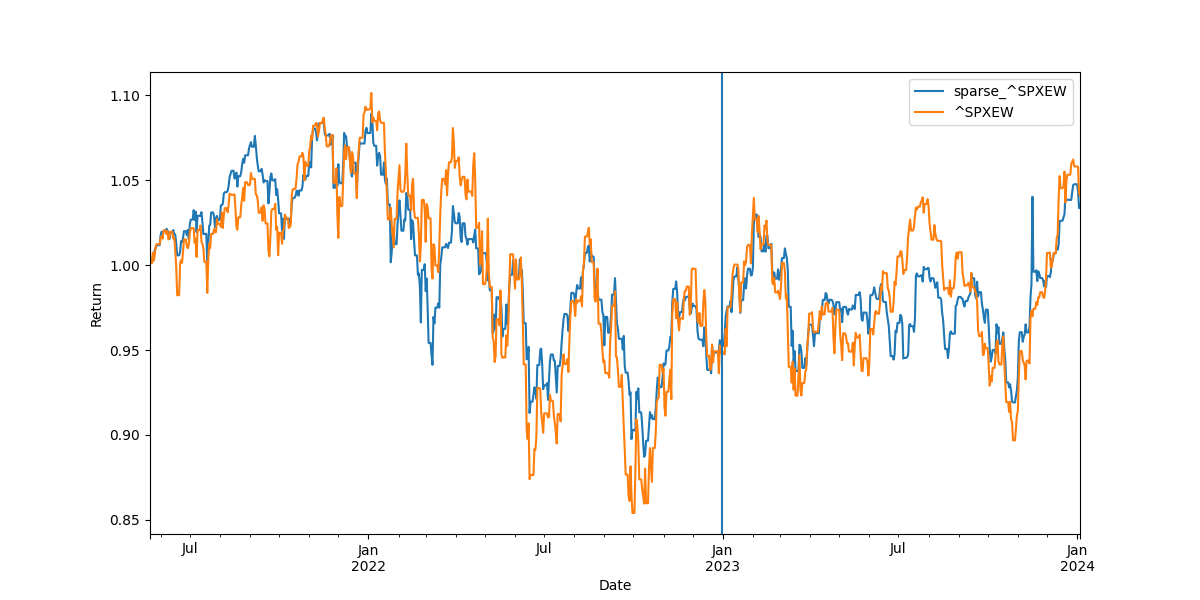 sparse_^SPXEW
^SPXEW
Return
1.10
1.05
1.00
0.95
0.90
0.85
Jul
Jan
2022
Jul
Jan
2023
Jul
Jan
2024
Date